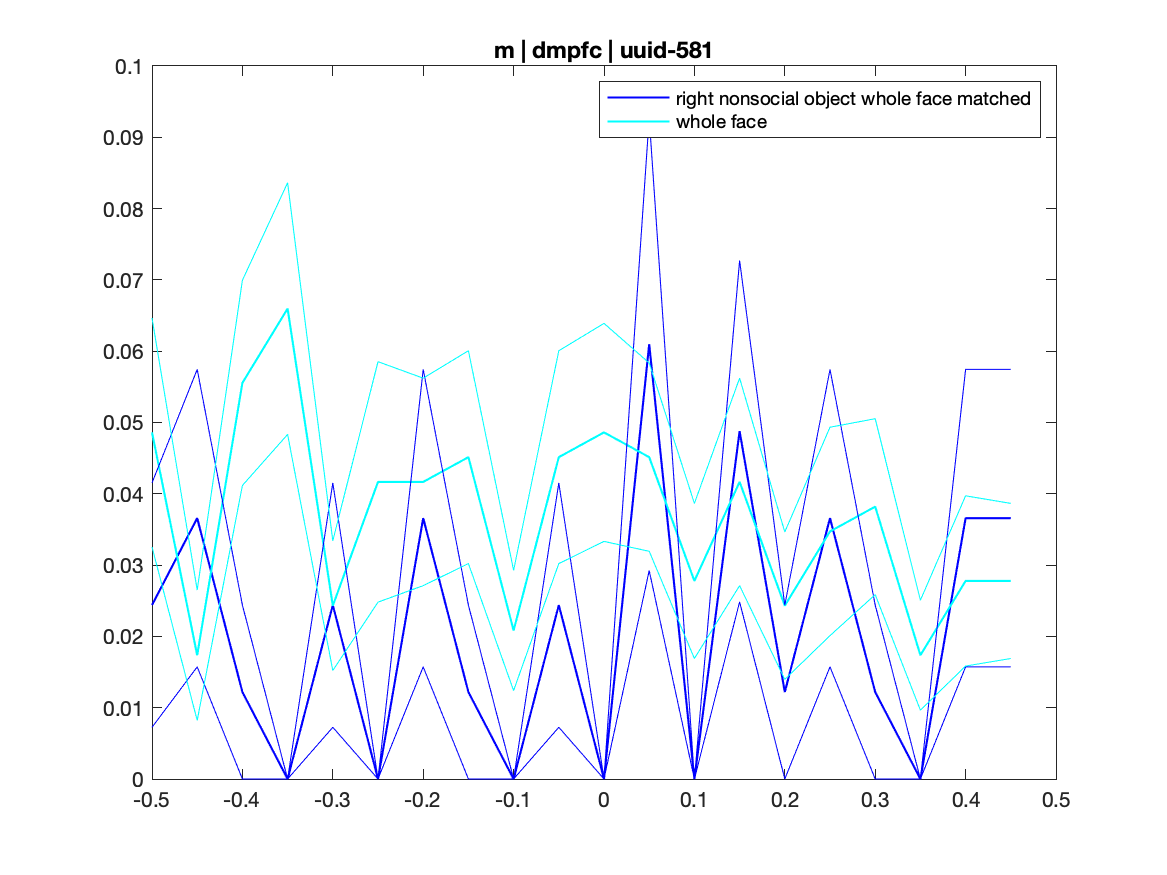 m | dmpfc | uuid-581
right nonsocial object whole face matched
whole face
0.1
0.09
0.08
0.07
0.06
0.05
0.04
0.03
0.02
0.01
0
-0.5 -0.4 -0.3 -0.2 -0.1 0 0.1 0.2 0.3 0.4 0.5